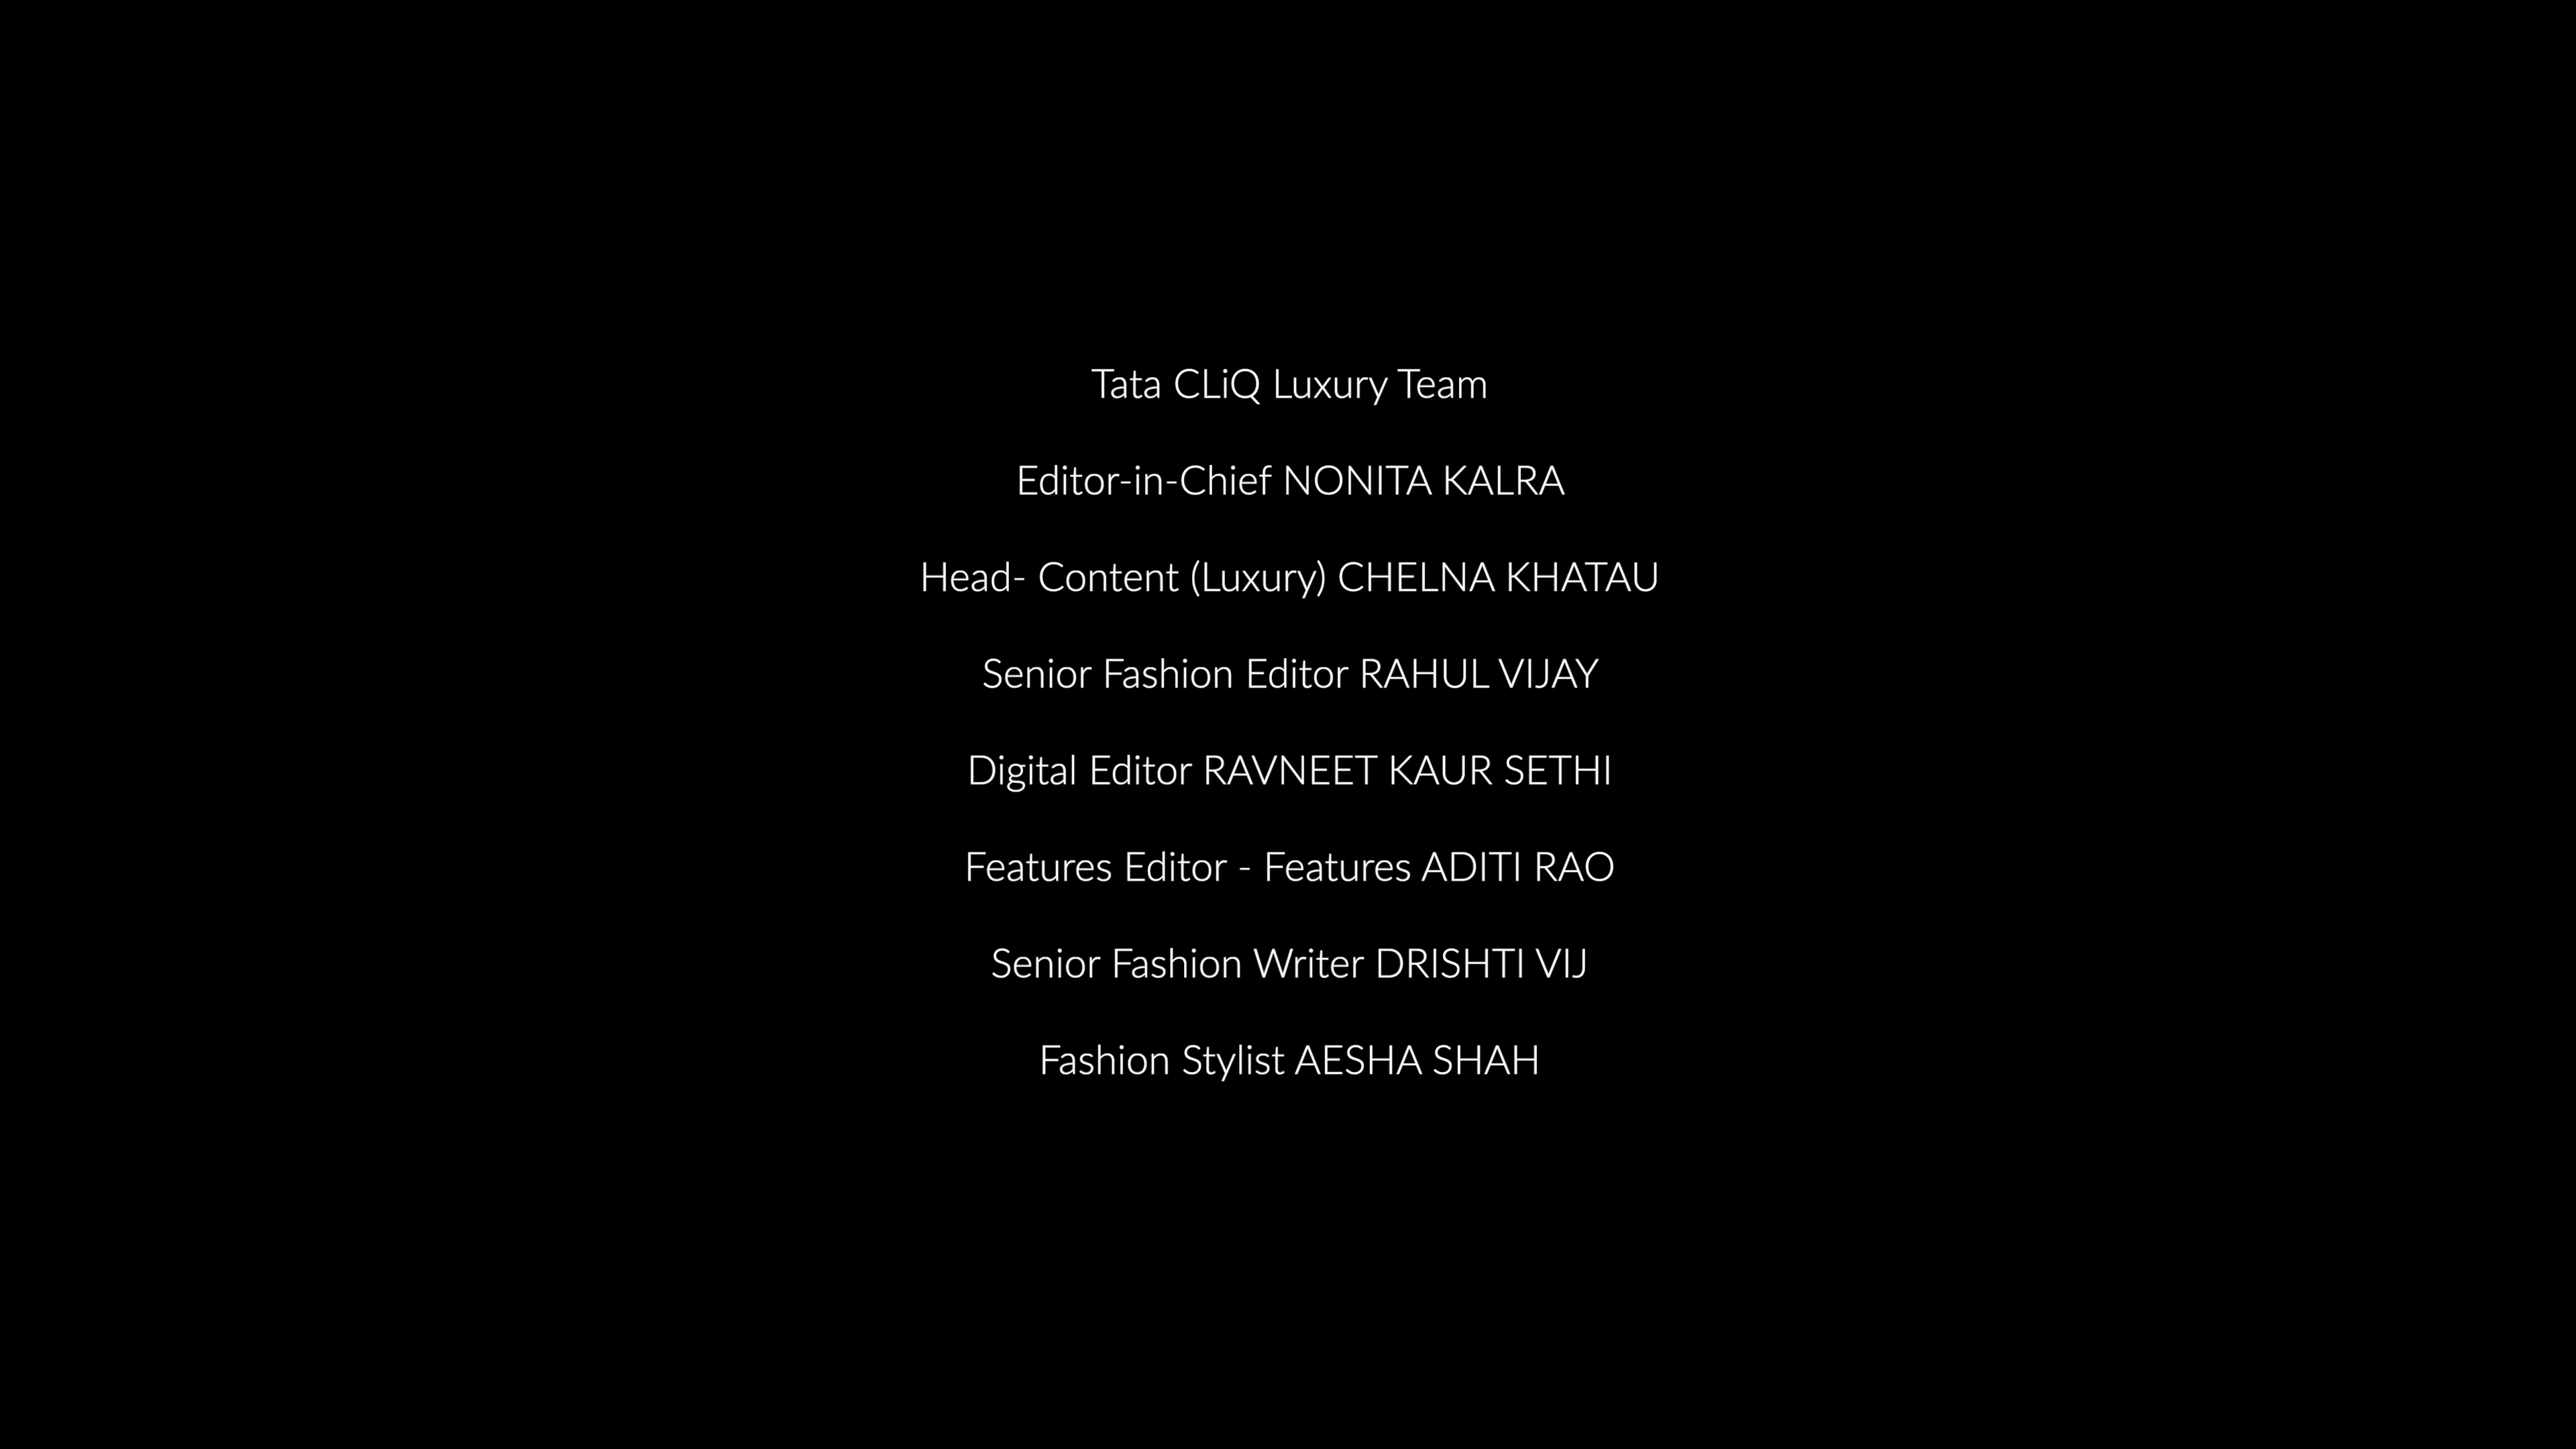 Tata CLiQ Luxury Team
Editor-in-Chief NONITA KALRA
Head- Content (Luxury) CHELNA KHATAU
Senior Fashion Editor RAHUL VIJAY
Digital Editor RAVNEET KAUR SETHI
Features Editor - Features ADITI RAO
Senior Fashion Writer DRISHTI VIJ
Fashion Stylist AESHA SHAH